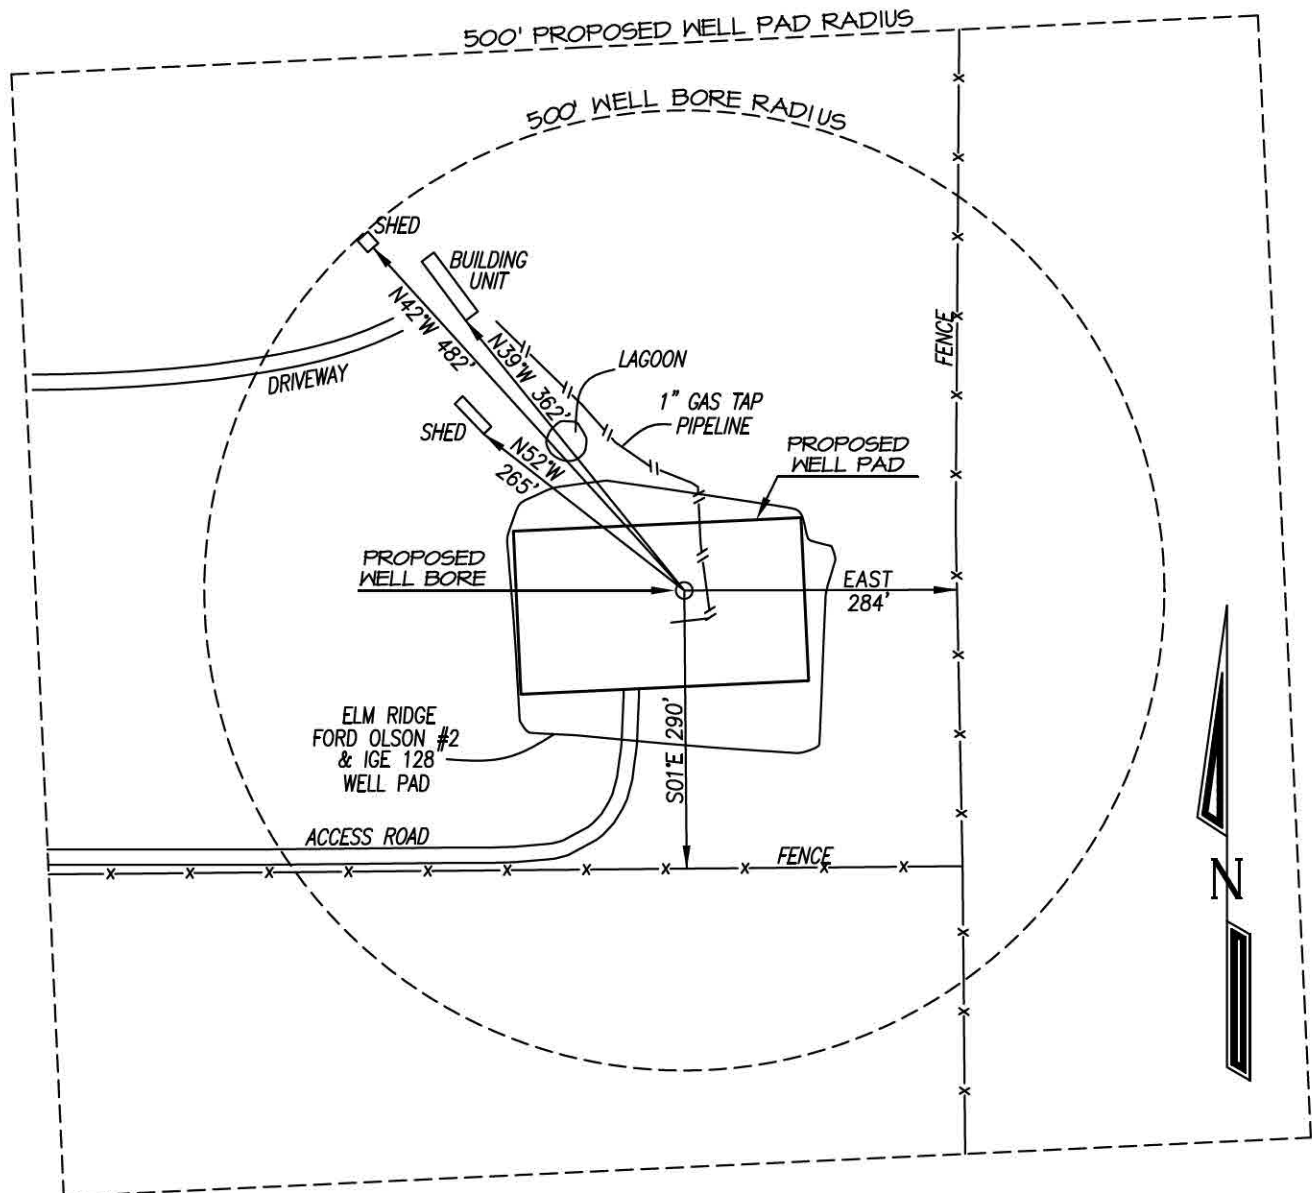 500' PROPOSED WELL PAD RADIUS
500' WELL BORE RADIUS
SHED
BUILDING
UNIT
N42°W 482'
N39°W 362'
FENCE
LAGOON
DRIVEWAY
1" GAS TAP
PIPELINE
SHED
N52°W
265'
PROPOSED
WELL PAD
PROPOSED
WELL BORE
EAST
284'
S01°E 290'
ELM RIDGE
FORD OLSON #2
& IGE 128
WELL PAD
ACCESS ROAD
FENCE
N